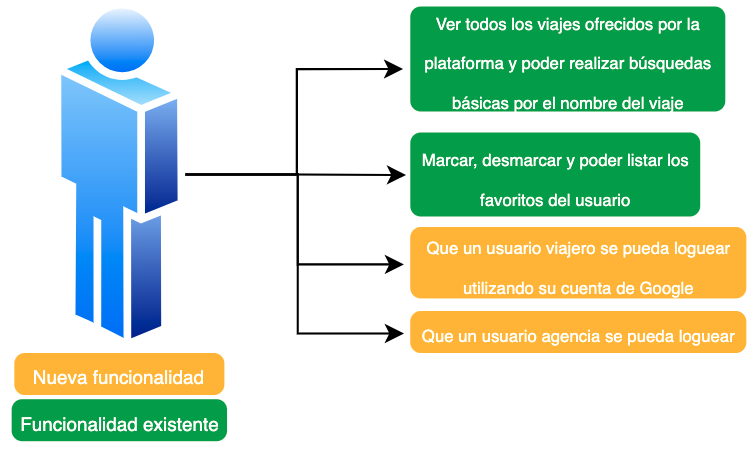 Ver todos los viajes ofrecidos por la
plataforma y poder realizar búsquedas
básicas por el nombre del viaje
Marcar, desmarcar y poder listar los
favoritos del usuario
Que un usuario viajero se pueda loguear
utilizando su cuenta de Google
Que un usuario agencia se pueda loguear
Nueva funcionalidad
Funcionalidad existente